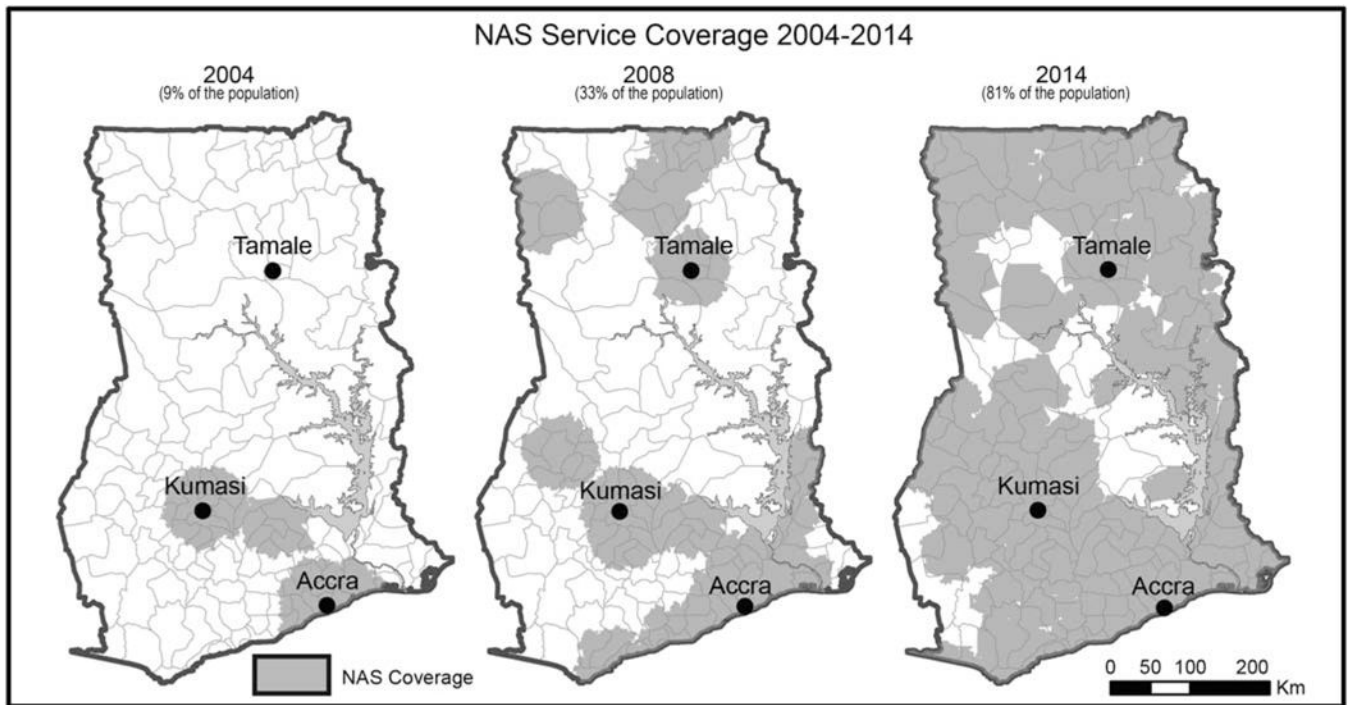 NAS Service Coverage 2004-2014
2004
(9% of the population)
2008
(33% of the population)
2014
(81% of the population)
Tamale
Kumasi
Accra
Tamale
Kumasi
Accra
Tamale
Kumasi
Accra
NAS Coverage
0 50 100 200
Km